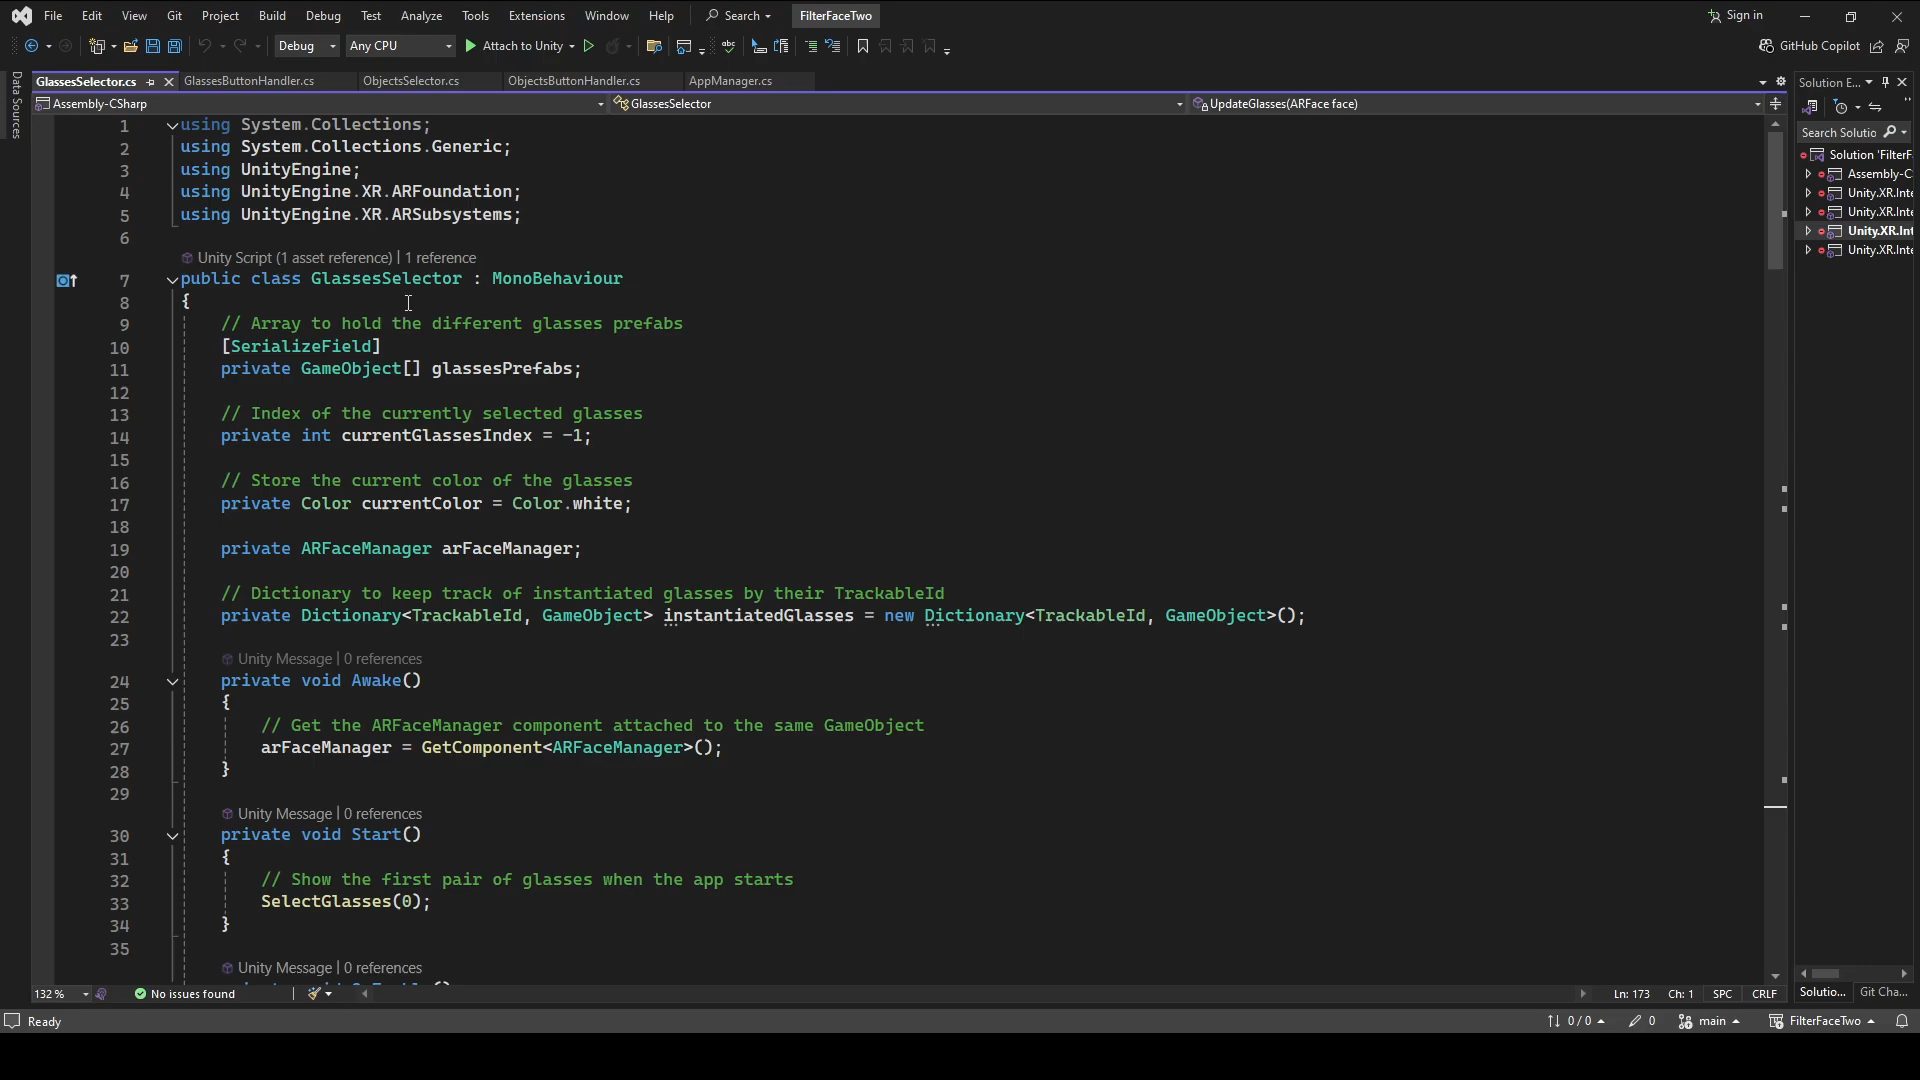 File Edit View Git Project Build Debug Test Analyze Tools Extensions Window Help Search FilterFaceTwo Sign in
Debug Any CPU Attach to Unity abc GitHub Copilot
Data Sources
GlassesSelector.cs GlassesButtonHandler.cs ObjectsSelector.cs ObjectsButtonHandler.cs AppManager.cs Solution E...
Assembly-CSharp GlassesSelector UpdateGlasses(ARFace face)
1 using System.Collections;
2 using System.Collections.Generic;
3 using UnityEngine;
4 using UnityEngine.XR.ARFoundation;
5 using UnityEngine.XR.ARSubsystems;
6
Unity Script (1 asset reference) | 1 reference
7 public class GlassesSelector : MonoBehaviour
8 {
9 // Array to hold the different glasses prefabs
10 [SerializeField]
11 private GameObject[] glassesPrefabs;
12
13 // Index of the currently selected glasses
14 private int currentGlassesIndex = -1;
15
16 // Store the current color of the glasses
17 private Color currentColor = Color.white;
18
19 private ARFaceManager arFaceManager;
20
21 // Dictionary to keep track of instantiated glasses by their TrackableId
22 private Dictionary<TrackableId, GameObject> instantiatedGlasses = new Dictionary<TrackableId, GameObject>();
23
Unity Message | 0 references
24 private void Awake()
25 {
26 // Get the ARFaceManager component attached to the same GameObject
27 arFaceManager = GetComponent<ARFaceManager>();
28 }
29
Unity Message | 0 references
30 private void Start()
31 {
32 // Show the first pair of glasses when the app starts
33 SelectGlasses(0);
34 }
35
Unity Message | 0 references
Search Solutio
Solution 'FilterF
Assembly-C
Unity.XR.Inte
Unity.XR.Inte
Unity.XR.Int
Unity.XR.Inte
132 % No issues found Ln: 173 Ch: 1 SPC CRLF Solutio... Git Cha...
Ready 0 / 0 0 main FilterFaceTwo